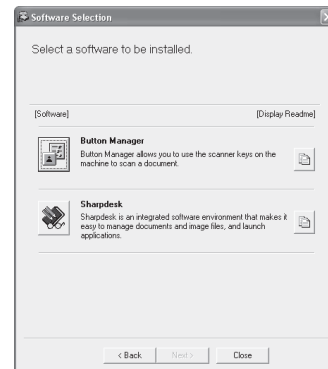 Software Selection
Select a software to be installed.
[Software] [Display Readme]
Button Manager
Button Manager allows you to use the scanner keys on the
machine to scan a document.
Sharpdesk
Sharpdesk is an integrated software environment that makes it
easy to manage documents and image files, and launch
applications.
< Back Next > Close